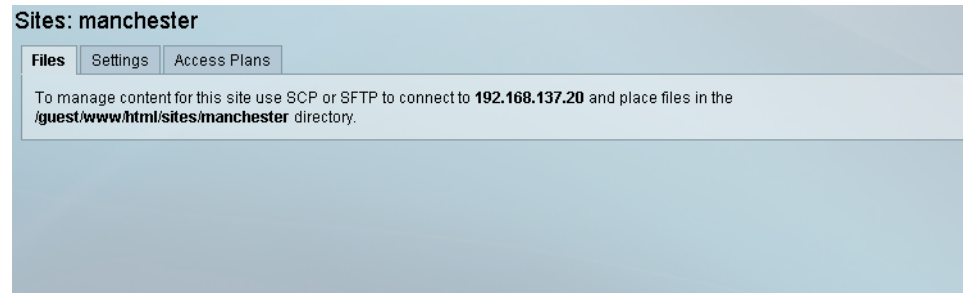 Sites: manchester
Files Settings Access Plans
To manage content for this site use SCP or SFTP to connect to 192.168.137.20 and place files in the
/guest/www/html/sites/manchester directory.